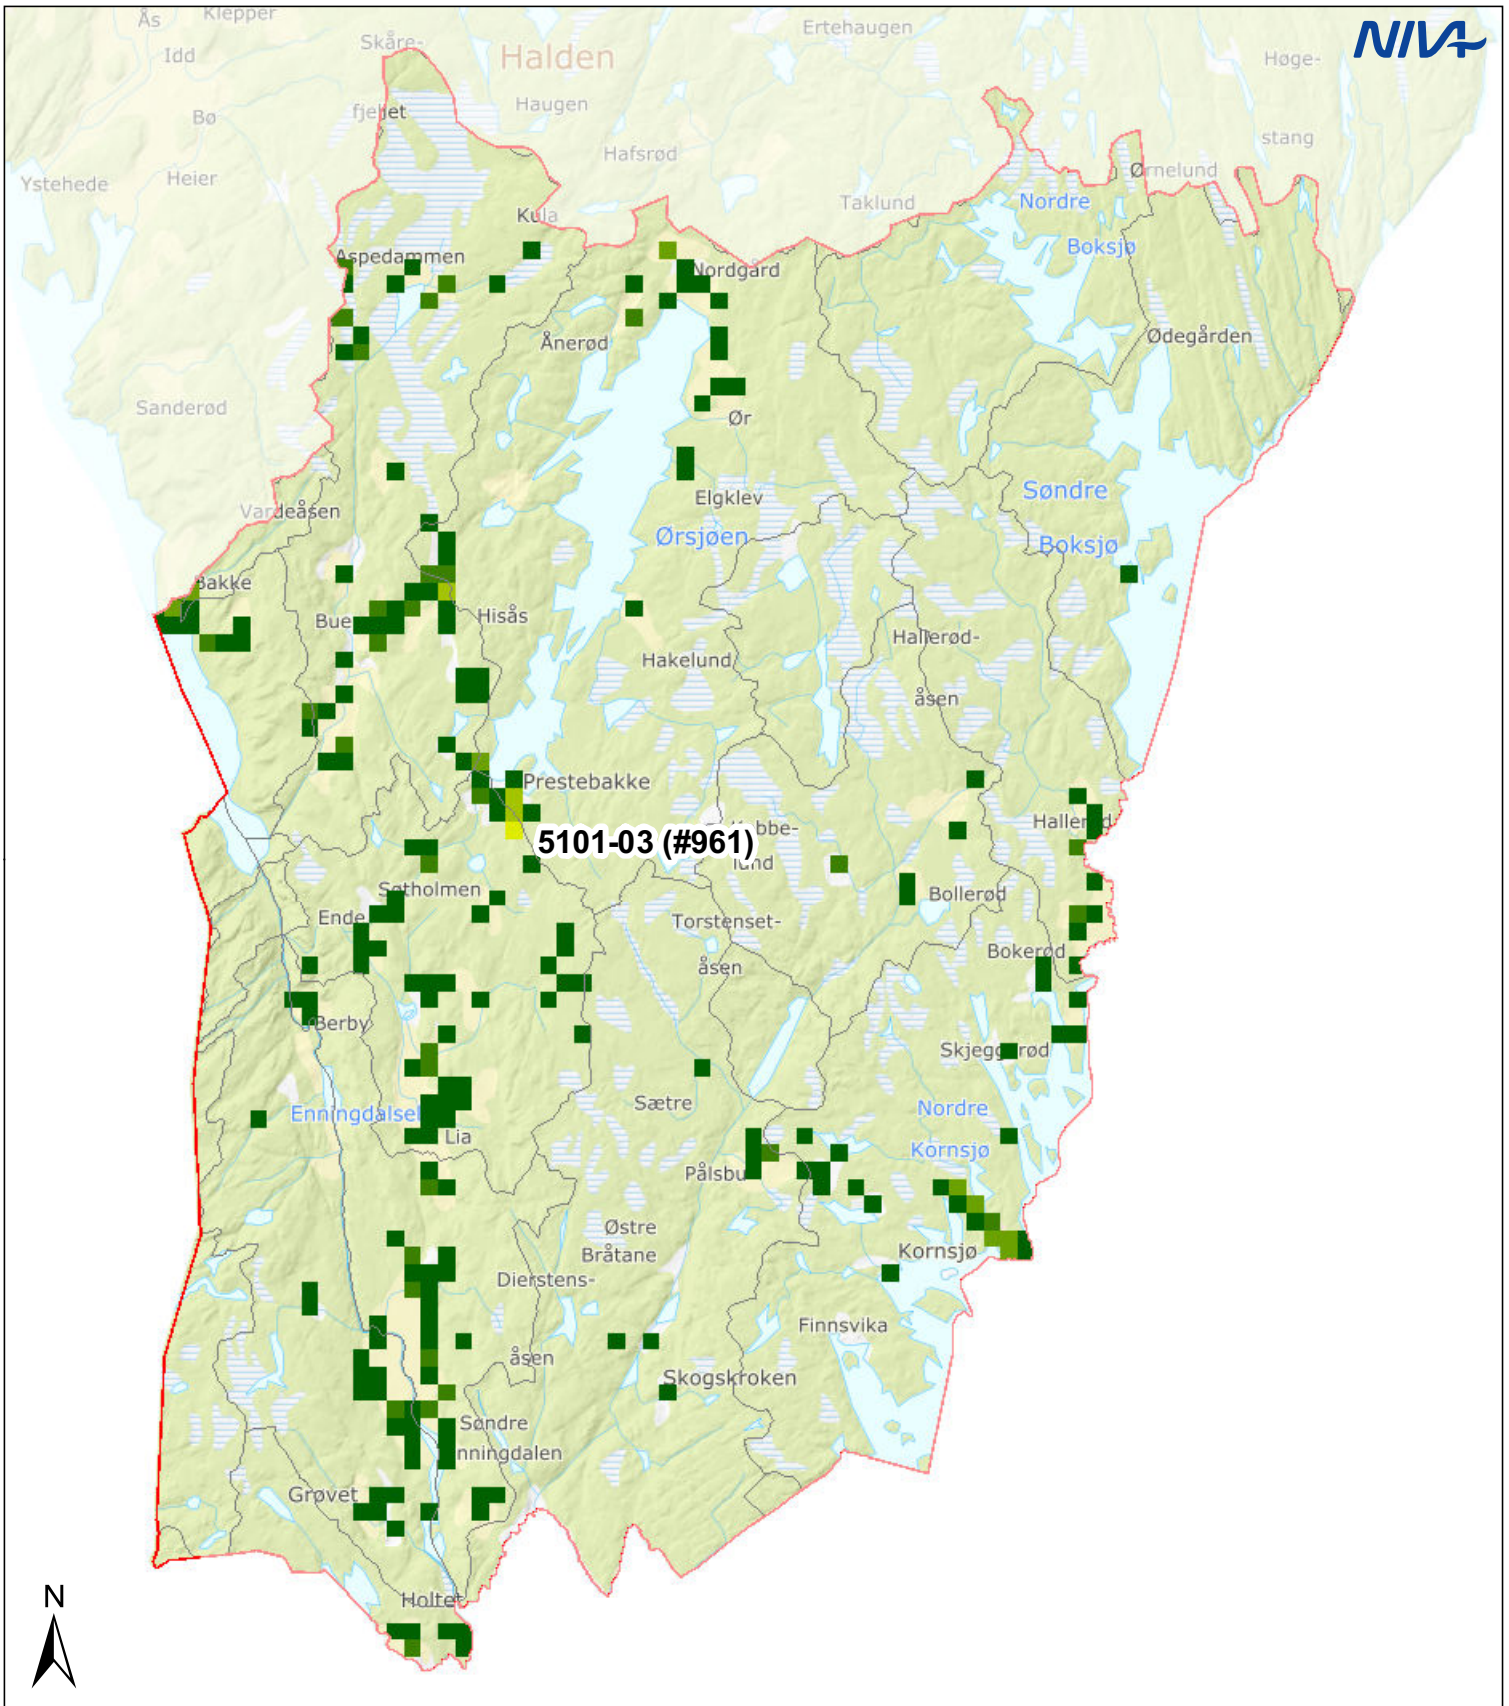 Ås
Klepper
Ertehaugen
NIVA
Skåre-
Halden
Idd
Høge-
fjellet
Haugen
Bø
stang
Hafsrød
Ystehede
Heier
Ørnelund
Taklund
Nordre
Kula
Boksjø
Aspedammen
Nordgård
Ånerød
Ødegården
Sanderød
Ør
Elgklev
Søndre
Vardeåsen
Ørsjøen
Boksjø
Bakke
Bue
Hisås
Hallerød-
Hakelund
åsen
Prestebakke
Hallerød
5101-03 (#961)
lund
Søtholmen
Bollerød
Ende
Torstenset-
Bokerød
åsen
Berby
Skjeggerød
Sætre
Nordre
Enningdalsel
Lia
Kornsjø
Pålsbu
Østre
Bråtane
Kornsjø
Dierstens-
Finnsvika
åsen
Skogskroken
Søndre
nningdalen
Grøvet
N
Holtet